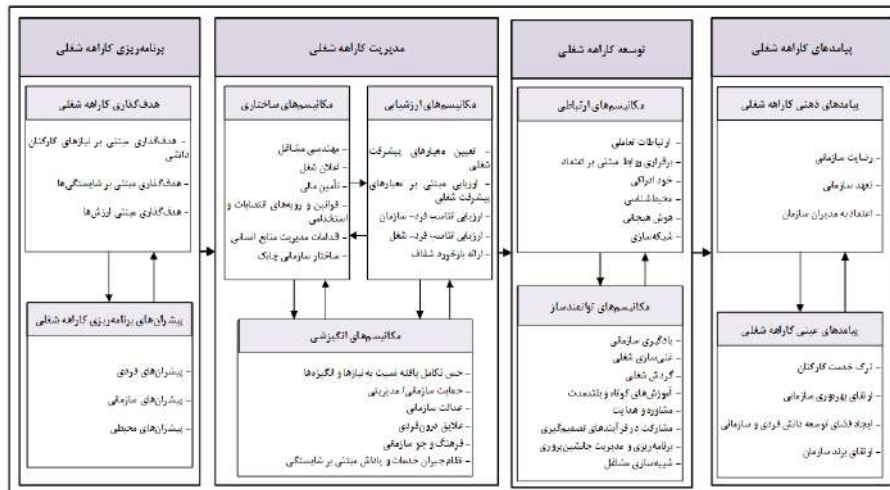 برنامه‌ریزی کاراهه شغلی
هدف‌گذاری کاراهه شغلی
- هدف‌گذاری مبتنی بر نیازهای کارکنان
دانشی
- هدف‌گذاری مبتنی بر شایستگی‌ها
- هدف‌گذاری مبتنی ارزش‌ها
پیشران‌های برنامه‌ریزی کاراهه شغلی
- پیشران‌های فردی
- پیشران‌های سازمانی
- پیشران‌های محیطی
مدیریت کاراهه شغلی
مکانیسم‌های ساختاری
- مهندسی مشاغل
- اعلان شغل
- تأمین مالی
- قوانین و رویه‌های انتصابات و
استخدامی
- اقدامات مدیریت منابع انسانی
- ساختار سازمانی چابک
مکانیسم‌های ارزشیابی
- تعیین معیارهای پیشرفت
شغلی
- ارزیابی مبتنی بر معیارهای
پیشرفت شغلی
- ارزیابی تناسب فرد- سازمان
- ارزیابی تناسب فرد- شغل
- ارائه بازخورد شفاف
مکانیسم‌های انگیزشی
- حس تکامل یافته نسبت به نیازها و انگیزه‌ها
- حمایت سازمانی/ مدیریتی
- عدالت سازمانی
- علایق درون‌فردی
- فرهنگ و جو سازمانی
- نظام جبران خدمات و پاداش مبتنی بر شایستگی
توسعه کاراهه شغلی
مکانیسم‌های ارتباطی
- ارتباطات تعاملی
- برقراری روابط مبتنی بر اعتماد
- خود ادراکی
- محیط‌شناسی
- هوش هیجانی
- شبکه‌سازی
مکانیسم‌های توانمندساز
- یادگیری سازمانی
- غنی‌سازی شغلی
- گردش شغلی
- آموزش‌های کوتاه و بلندمدت
- مشاوره و هدایت
- مشارکت در فرآیندهای تصمیم‌گیری
- برنامه‌ریزی و مدیریت جانشین‌پروری
- شبیه‌سازی مشاغل
پیامدهای کاراهه شغلی
پیامدهای ذهنی کاراهه شغلی
- رضایت سازمانی
- تعهد سازمانی
- اعتماد به مدیران سازمان
پیامدهای عینی کاراهه شغلی
- ترک خدمت کارکنان
- ارتقای بهره‌وری سازمانی
- ایجاد فضای توسعه دانش فردی و سازمانی
- ارتقای برند سازمان